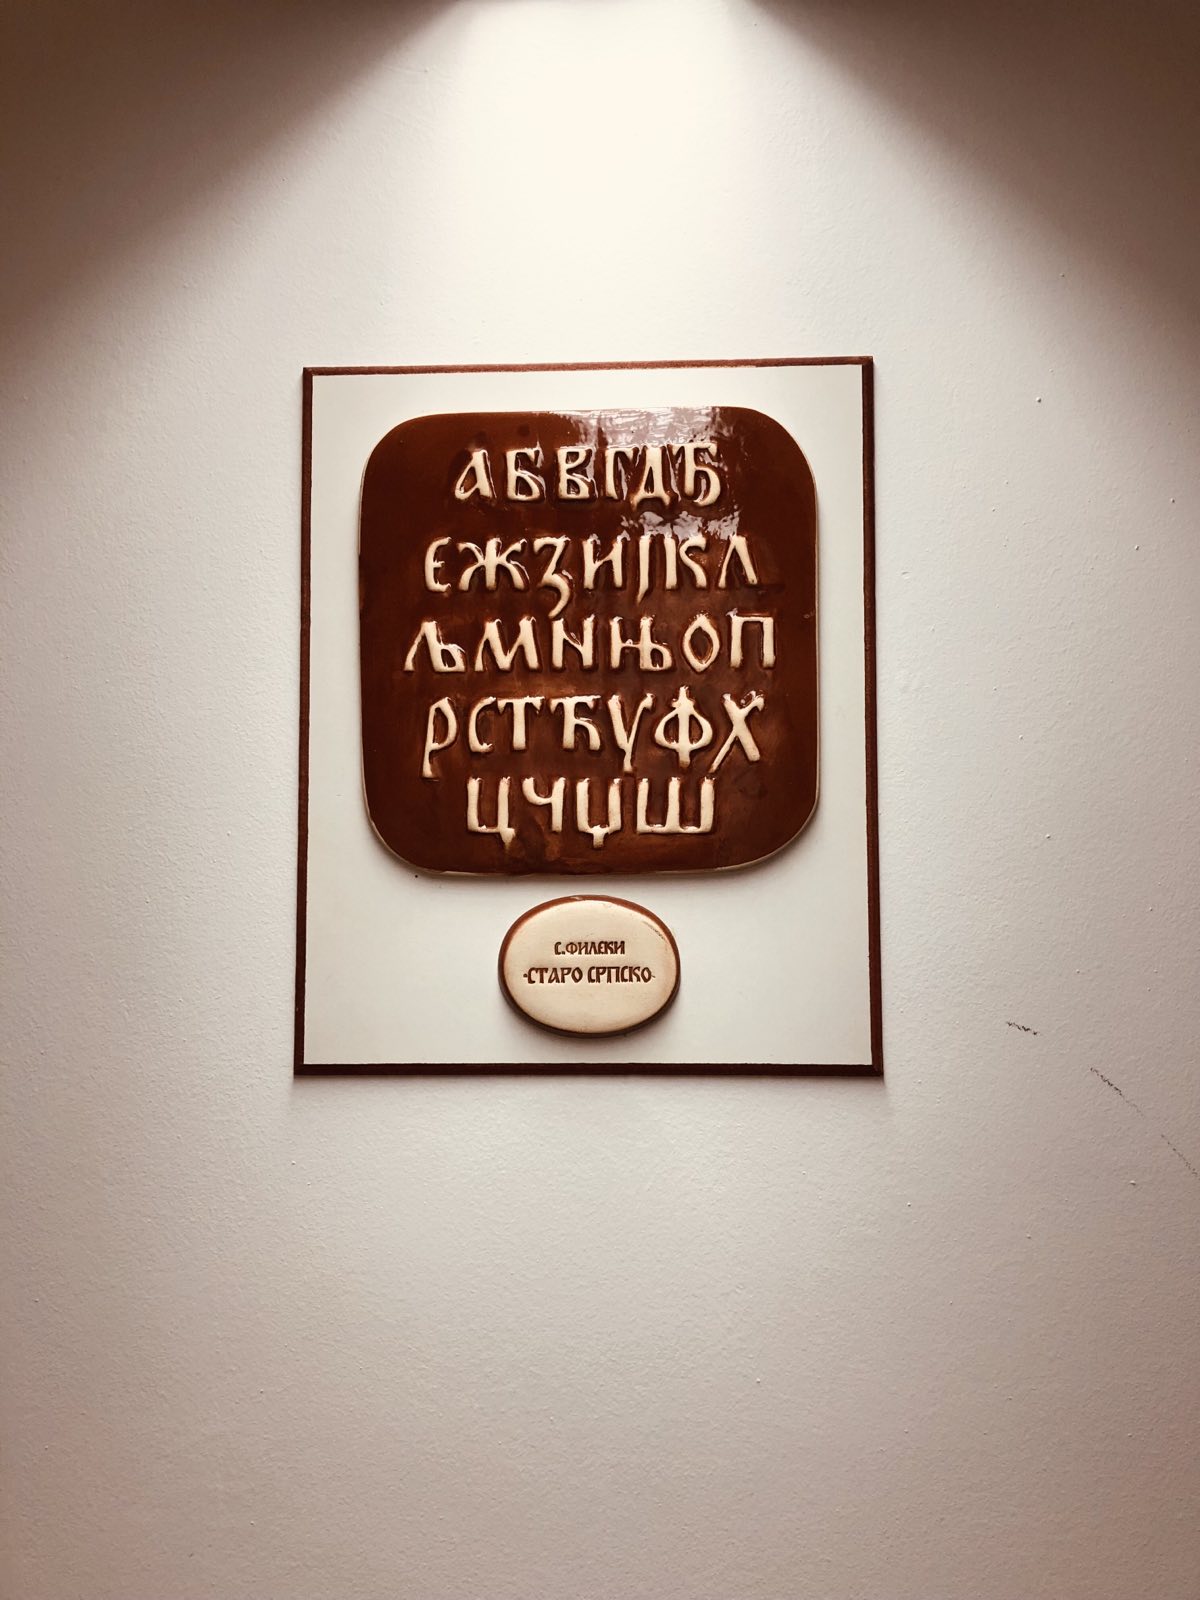 АБВГДЂ
ЕЖЗИЈКЛ
ЉМНЊОП
РСТЋУФХ
ЦЧЏШ
С.ФИЛЕКИ
·СТАРО СРПСКО·